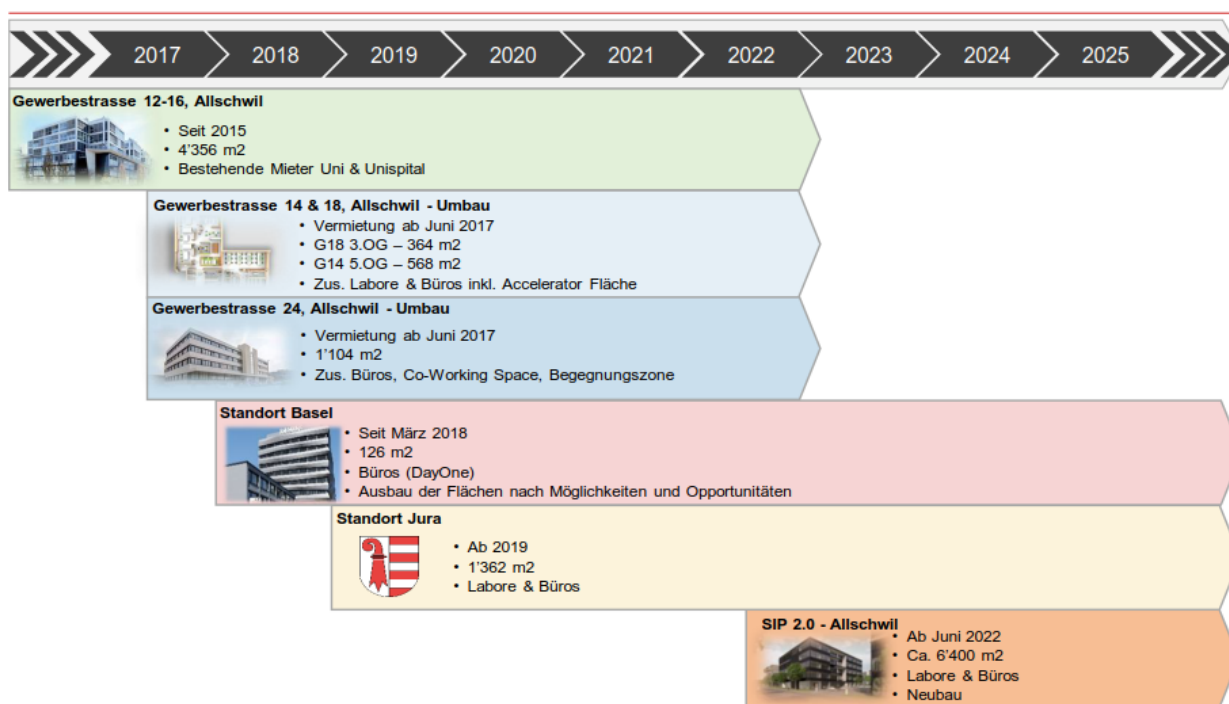 2017 2018 2019 2020 2021 2022 2023 2024 2025
Gewerbestrasse 12-16, Allschwil
• Seit 2015
• 4'356 m2
• Bestehende Mieter Uni & Unispital
Gewerbestrasse 14 & 18, Allschwil - Umbau
• Vermietung ab Juni 2017
• G18 3.OG – 364 m2
• G14 5.OG – 568 m2
• Zus. Labore & Büros inkl. Accelerator Fläche
Gewerbestrasse 24, Allschwil - Umbau
• Vermietung ab Juni 2017
• 1'104 m2
• Zus. Büros, Co-Working Space, Begegnungszone
Standort Basel
• Seit März 2018
• 126 m2
• Büros (DayOne)
• Ausbau der Flächen nach Möglichkeiten und Opportunitäten
Standort Jura
• Ab 2019
• 1'362 m2
• Labore & Büros
SIP 2.0 - Allschwil
• Ab Juni 2022
• Ca. 6'400 m2
• Labore & Büros
• Neubau